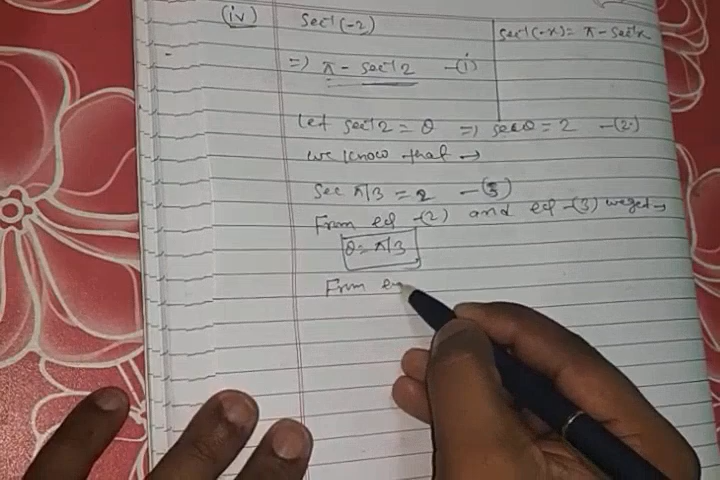 (iv) sec⁻¹(-2)
sec⁻¹(-x) = π - sec⁻¹x
=) π - sec⁻¹2 -(i)
Let sec⁻¹2 = θ => secθ = 2 -(2)
we know that →
Sec π/3 = 2 -(3)
From eq -(2) and eq -(3) we get →
θ = π/3
From eq